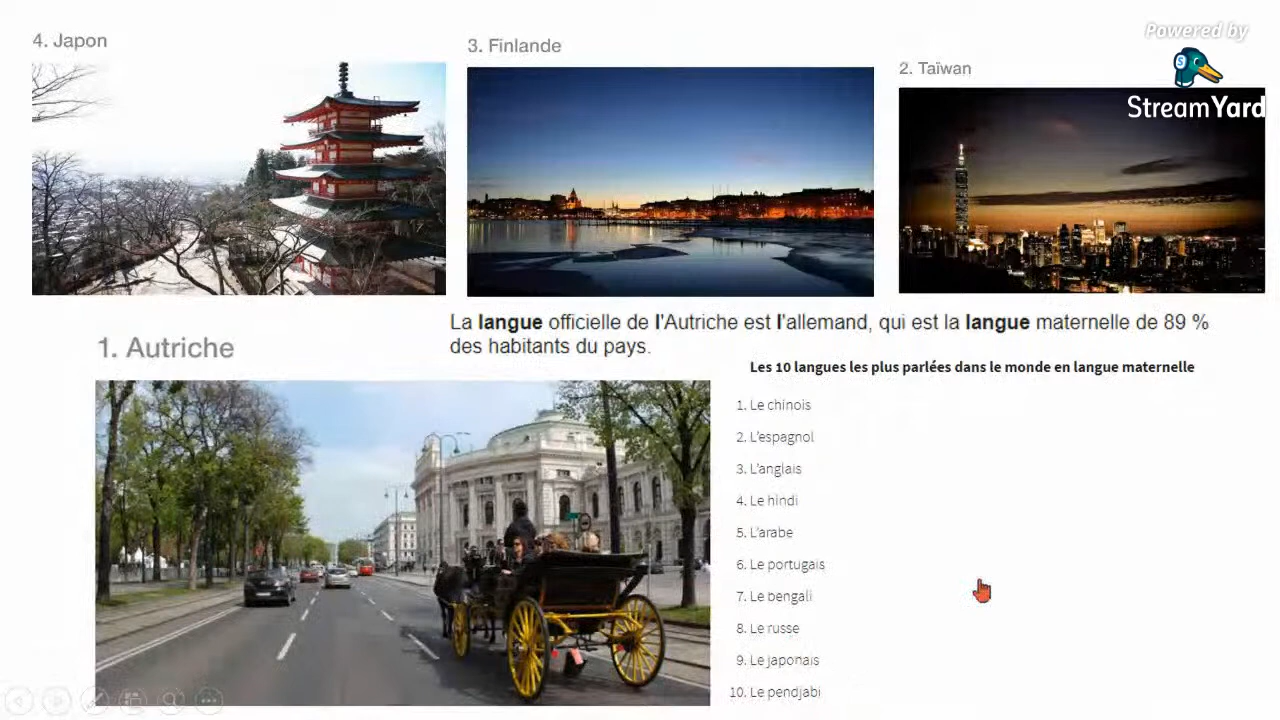 4. Japon
3. Finlande
2. Taïwan
Powered by
StreamYard
La langue officielle de l'Autriche est l'allemand, qui est la langue maternelle de 89 %
des habitants du pays.
1. Autriche
Les 10 langues les plus parlées dans le monde en langue maternelle
1. Le chinois
2. L'espagnol
3. L'anglais
4. Le hindi
5. L'arabe
6. Le portugais
7. Le bengali
8. Le russe
9. Le japonais
10. Le pendjabi